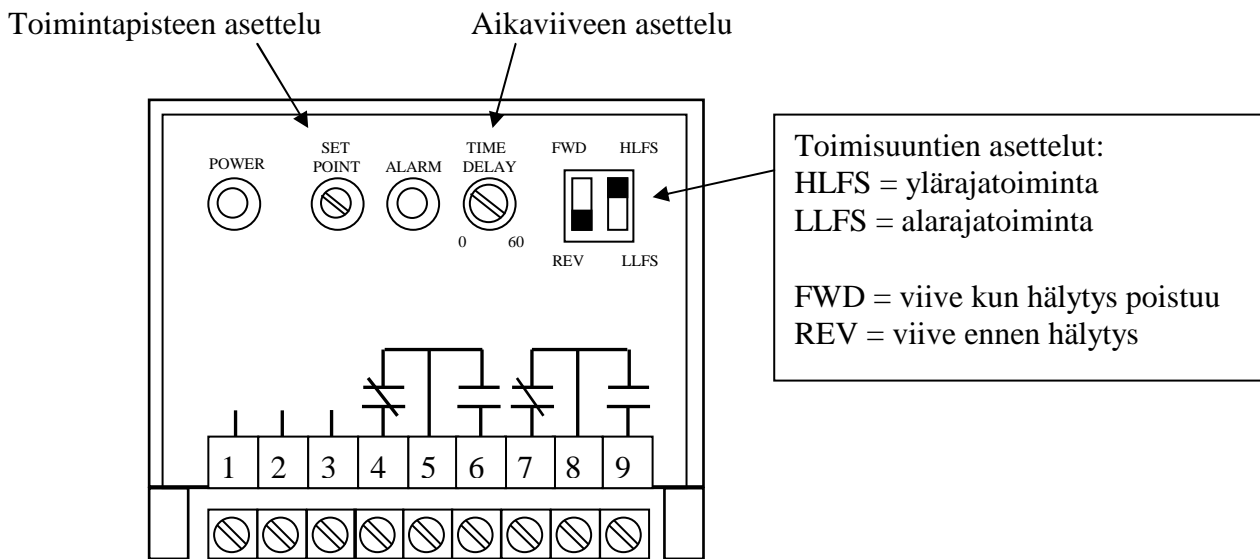 Toimintapisteen asettelu
Aikaviiveen asettelu
POWER
SET
POINT
ALARM
TIME
DELAY
0 60
FWD HLFS
REV LLFS
Toimisuuntien asettelut:
HLFS = ylärajatoiminta
LLFS = alarajatoiminta
FWD = viive kun hälytys poistuu
REV = viive ennen hälytys
1 2 3 4 5 6 7 8 9